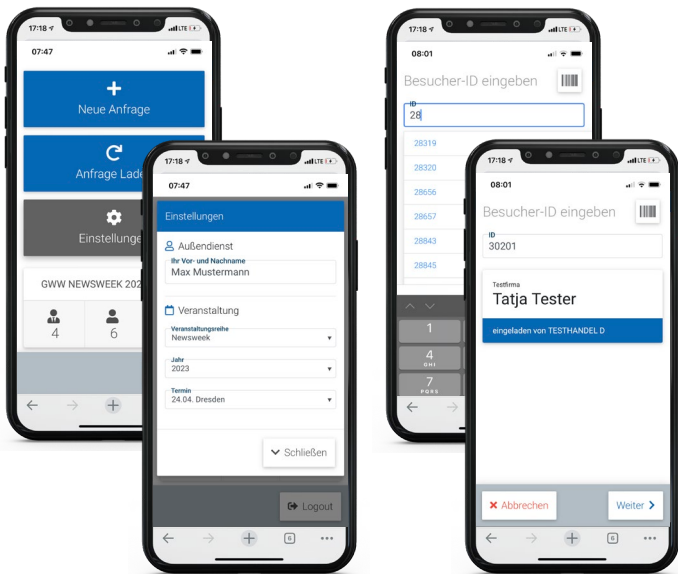 17:18
LTE
07:47
Neue Anfrage
Anfrage Lade
Einstellunge
GWW NEWSWEEK 202
4
6
17:18
LTE
07:47
Einstellungen
Außendienst
Ihr Vor- und Nachname
Max Mustermann
Veranstaltung
Veranstaltungsreihe
Newsweek
Jahr
2023
Termin
24.04. Dresden
Schließen
Logout
6
17:18
LTE
08:01
Besucher-ID eingeben
ID
28
28319
28320
28656
28657
28843
28845
1
4
GHI
7
PQRS
17:18
LTE
08:01
Besucher-ID eingeben
ID
30201
Testfirma
Tatja Tester
eingeladen von TESTHANDEL D
Abbrechen
Weiter
6